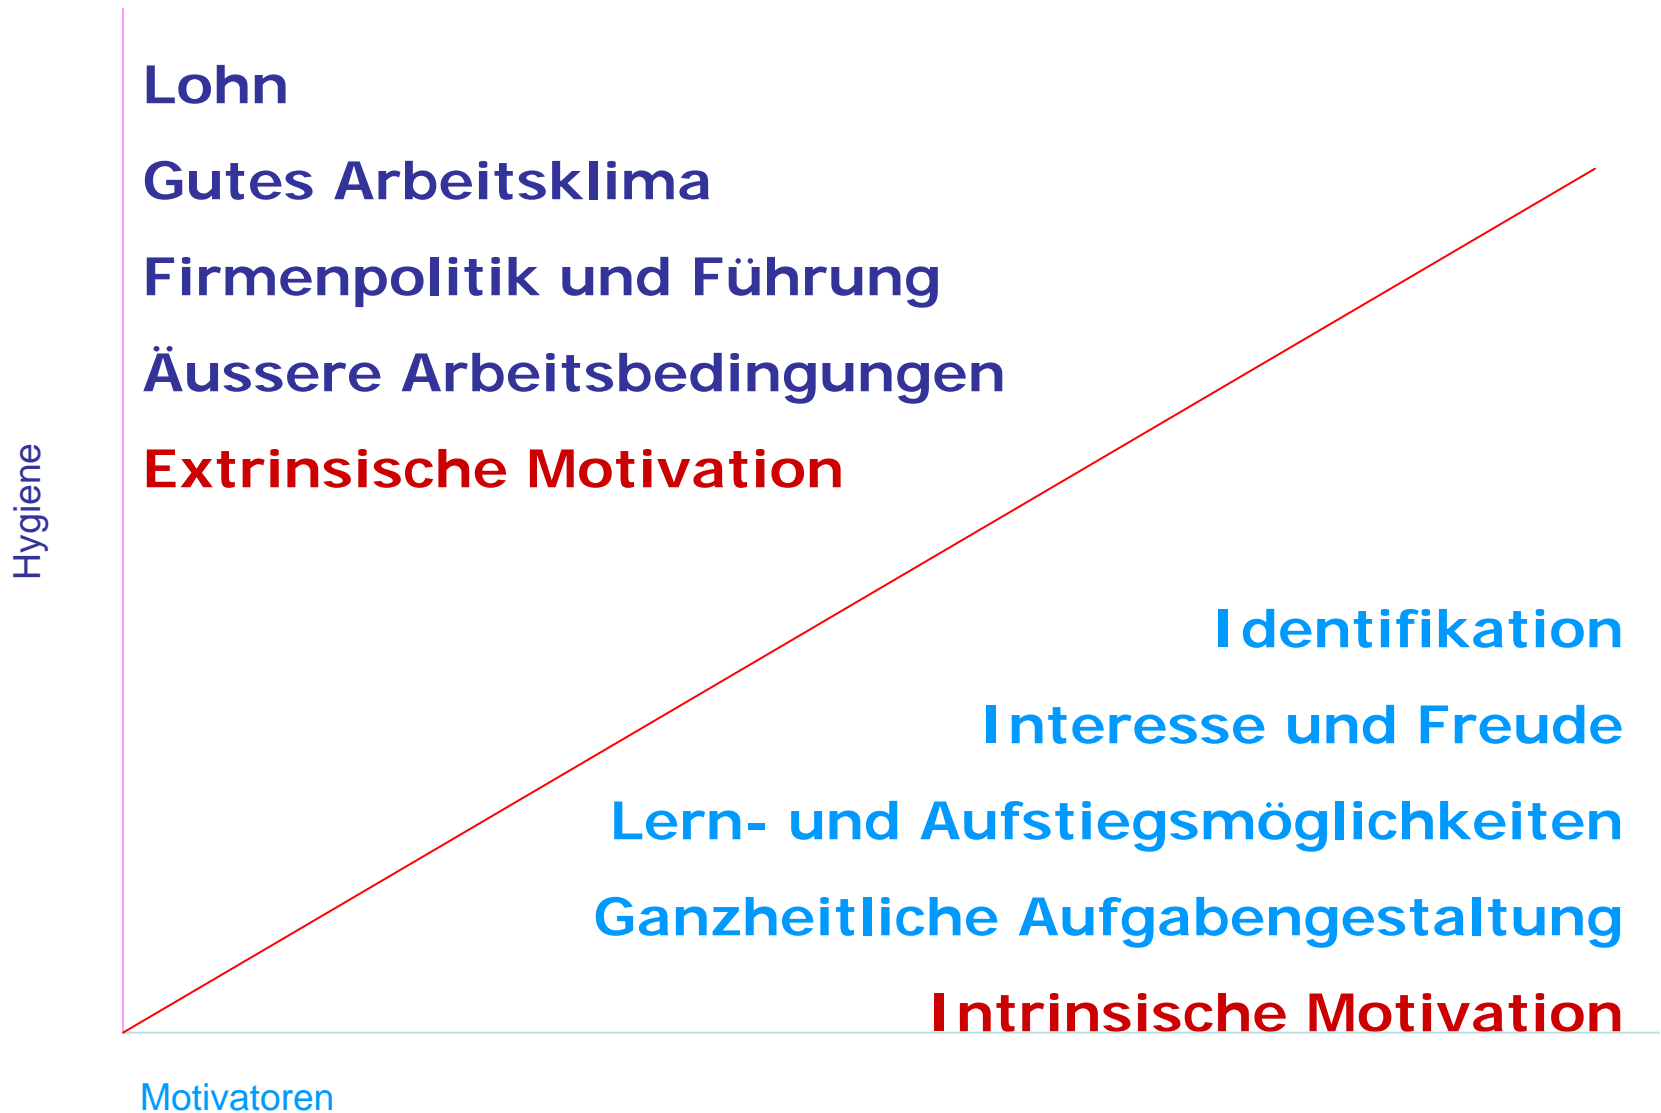 Lohn
Gutes Arbeitsklima
Firmenpolitik und Führung
Äussere Arbeitsbedingungen
Extrinsische Motivation
Hygiene
Identifikation
Interesse und Freude
Lern- und Aufstiegsmöglichkeiten
Ganzheitliche Aufgabengestaltung
Intrinsische Motivation
Motivatoren